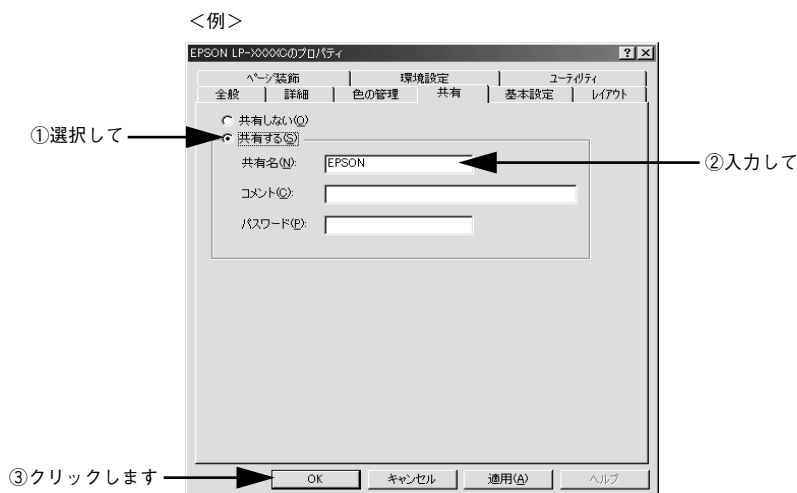 ＜例＞
EPSON LP-XXXXCのプロパティ
ページ装飾 環境設定 ユーティリティ
全般 詳細 色の管理 共有 基本設定 レイアウト
共有しない(O)
①選択して
共有する(S)
共有名(N): EPSON
②入力して
コメント(C):
パスワード(P):
③クリックします
OK キャンセル 適用(A) ヘルプ